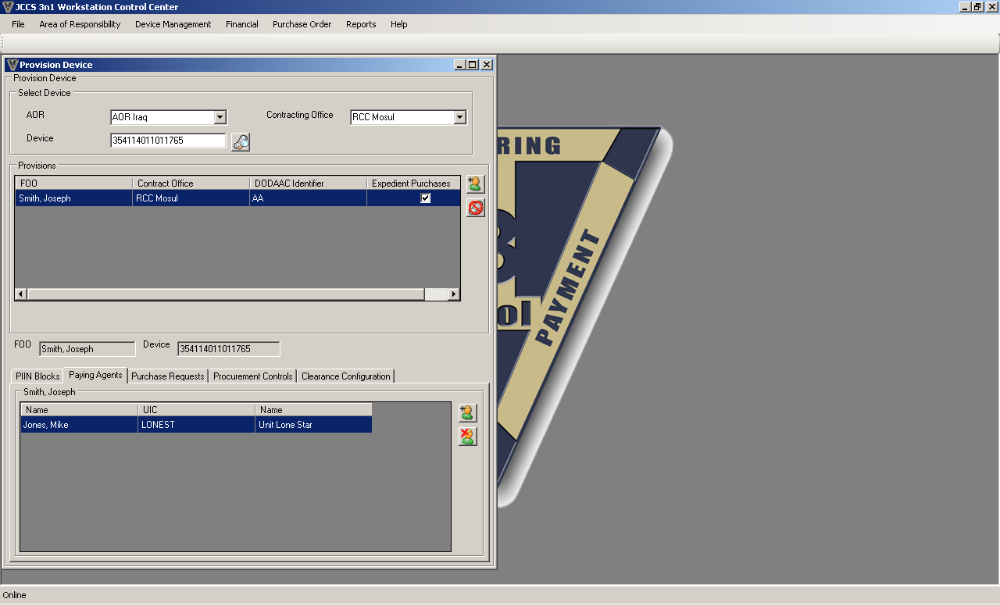 JCCS 3n1 Workstation Control Center
File Area of Responsibility Device Management Financial Purchase Order Reports Help
Provision Device
Provision Device
Select Device
AOR AOR Iraq Contracting Office RCC Mosul
Device 354114011011765
Provisions
FOO Contract Office DODAAC Identifier Expedient Purchases
Smith, Joseph RCC Mosul AA
FOO Smith, Joseph Device 354114011011765
PIIN Blocks Paying Agents Purchase Requests Procurement Controls Clearance Configuration
Smith, Joseph
Name UIC Name
Jones, Mike LONEST Unit Lone Star
RING
PAYMENT
ol
Online